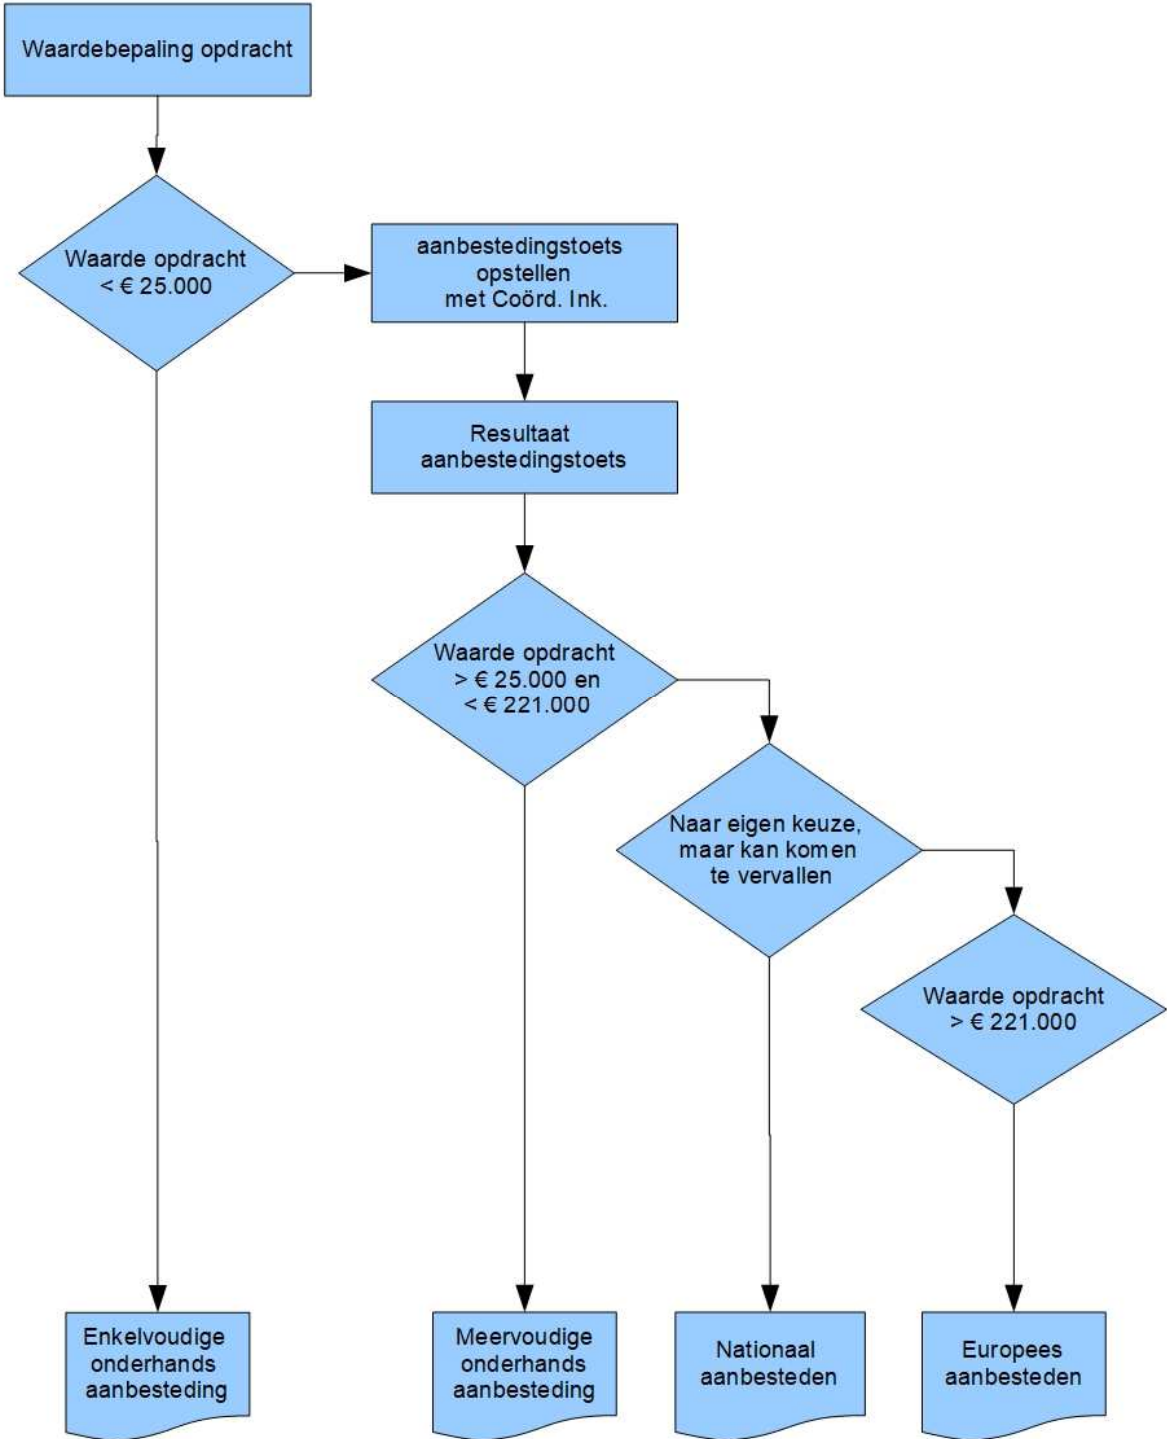 Waardebepaling opdracht
Waarde opdracht
< € 25.000
aanbestedingstoets
opstellen
met Coörd. Ink.
Resultaat
aanbestedingstoets
Waarde opdracht
> € 25.000 en
< € 221.000
Naar eigen keuze,
maar kan komen
te vervallen
Waarde opdracht
> € 221.000
Enkelvoudige
onderhands
aanbesteding
Meervoudige
onderhands
aanbesteding
Nationaal
aanbesteden
Europees
aanbesteden